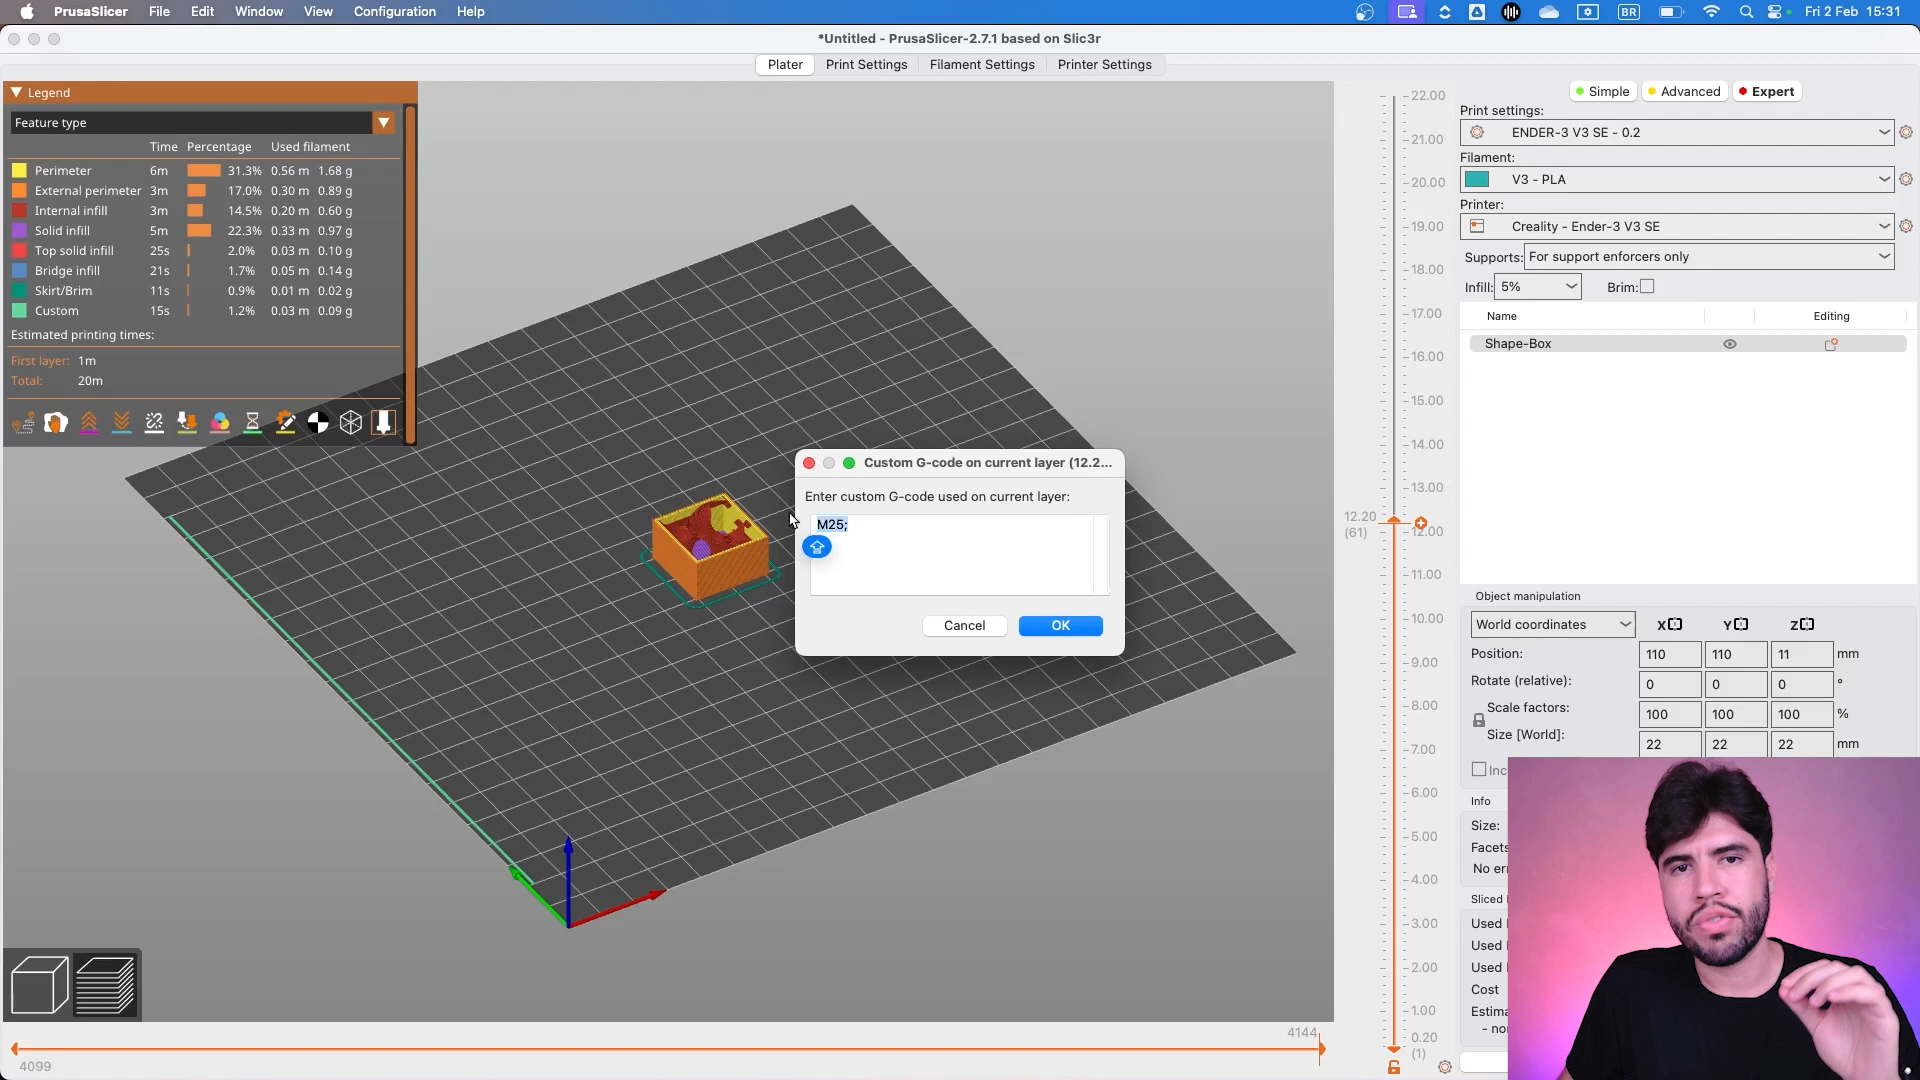 PrusaSlicer File Edit Window View Configuration Help
BR
Fri 2 Feb 15:31
*Untitled - PrusaSlicer-2.7.1 based on Slic3r
Plater Print Settings Filament Settings Printer Settings
Legend
Feature type
Time Percentage Used filament
Perimeter 6m 31.3% 0.56 m 1.68 g
External perimeter 3m 17.0% 0.30 m 0.89 g
Internal infill 3m 14.5% 0.20 m 0.60 g
Solid infill 5m 22.3% 0.33 m 0.97 g
Top solid infill 25s 2.0% 0.03 m 0.10 g
Bridge infill 21s 1.7% 0.05 m 0.14 g
Skirt/Brim 11s 0.9% 0.01 m 0.02 g
Custom 15s 1.2% 0.03 m 0.09 g
Estimated printing times:
First layer: 1m
Total: 20m
Custom G-code on current layer (12.2...
Enter custom G-code used on current layer:
M25;
Cancel OK
22.00
21.00
20.00
19.00
18.00
17.00
16.00
15.00
14.00
13.00
12.20
(61)
12.00
11.00
10.00
9.00
8.00
7.00
6.00
5.00
4.00
3.00
2.00
1.00
0.20
(1)
4144
4099
Simple Advanced Expert
Print settings:
ENDER-3 V3 SE - 0.2
Filament:
V3 - PLA
Printer:
Creality - Ender-3 V3 SE
Supports: For support enforcers only
Infill: 5% Brim:
Name Editing
Shape-Box
Object manipulation
World coordinates X Y Z
Position: 110 110 11 mm
Rotate (relative): 0 0 0 °
Scale factors: 100 100 100 %
Size [World]: 22 22 22 mm
Inc
Info
Size:
Facets
No err
Sliced
Used
Used
Used
Cost
Estima
- nor